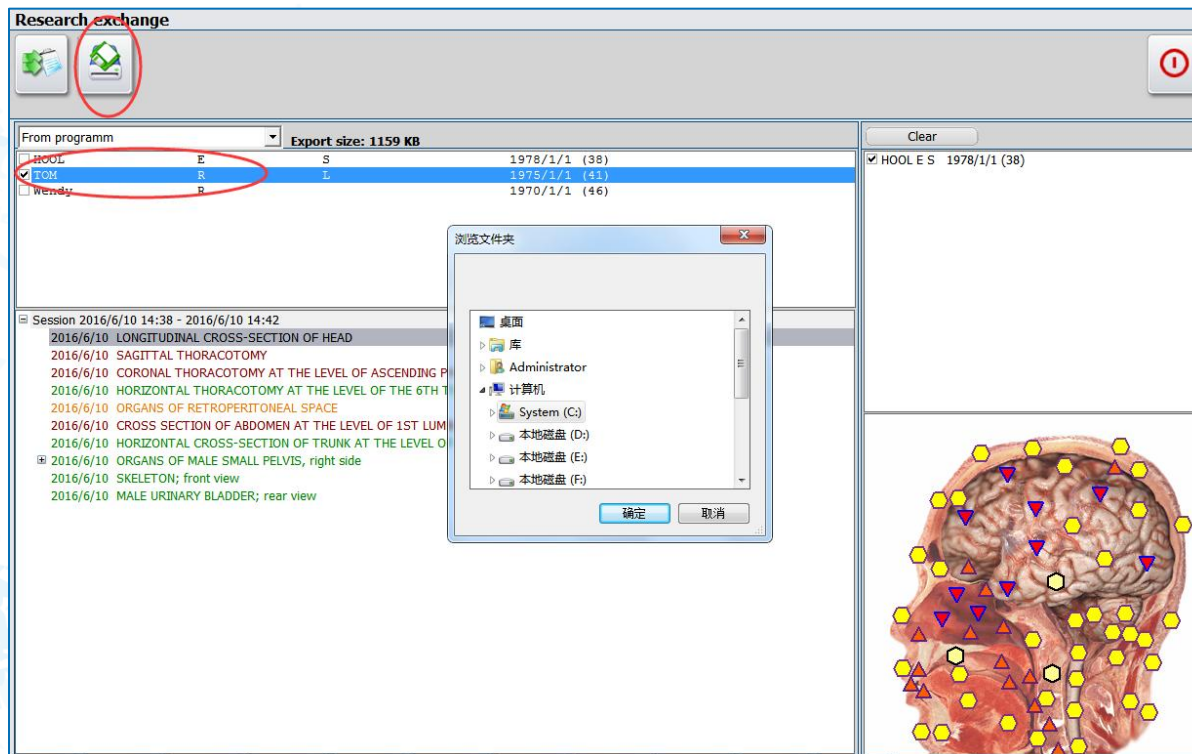 Research exchange
From programm
Export size: 1159 KB
HOOL E S 1978/1/1 (38)
TOM R L 1975/1/1 (41)
Wendy R 1970/1/1 (46)
Clear
HOOL E S 1978/1/1 (38)
浏览文件夹
桌面
库
Administrator
计算机
System (C:)
本地磁盘 (D:)
本地磁盘 (E:)
本地磁盘 (F:)
确定
取消
Session 2016/6/10 14:38 - 2016/6/10 14:42
2016/6/10 LONGITUDINAL CROSS-SECTION OF HEAD
2016/6/10 SAGITTAL THORACOTOMY
2016/6/10 CORONAL THORACOTOMY AT THE LEVEL OF ASCENDING P
2016/6/10 HORIZONTAL THORACOTOMY AT THE LEVEL OF THE 6TH T
2016/6/10 ORGANS OF RETROPERITONEAL SPACE
2016/6/10 CROSS SECTION OF ABDOMEN AT THE LEVEL OF 1ST LUM
2016/6/10 HORIZONTAL CROSS-SECTION OF TRUNK AT THE LEVEL O
2016/6/10 ORGANS OF MALE SMALL PELVIS, right side
2016/6/10 SKELETON; front view
2016/6/10 MALE URINARY BLADDER; rear view